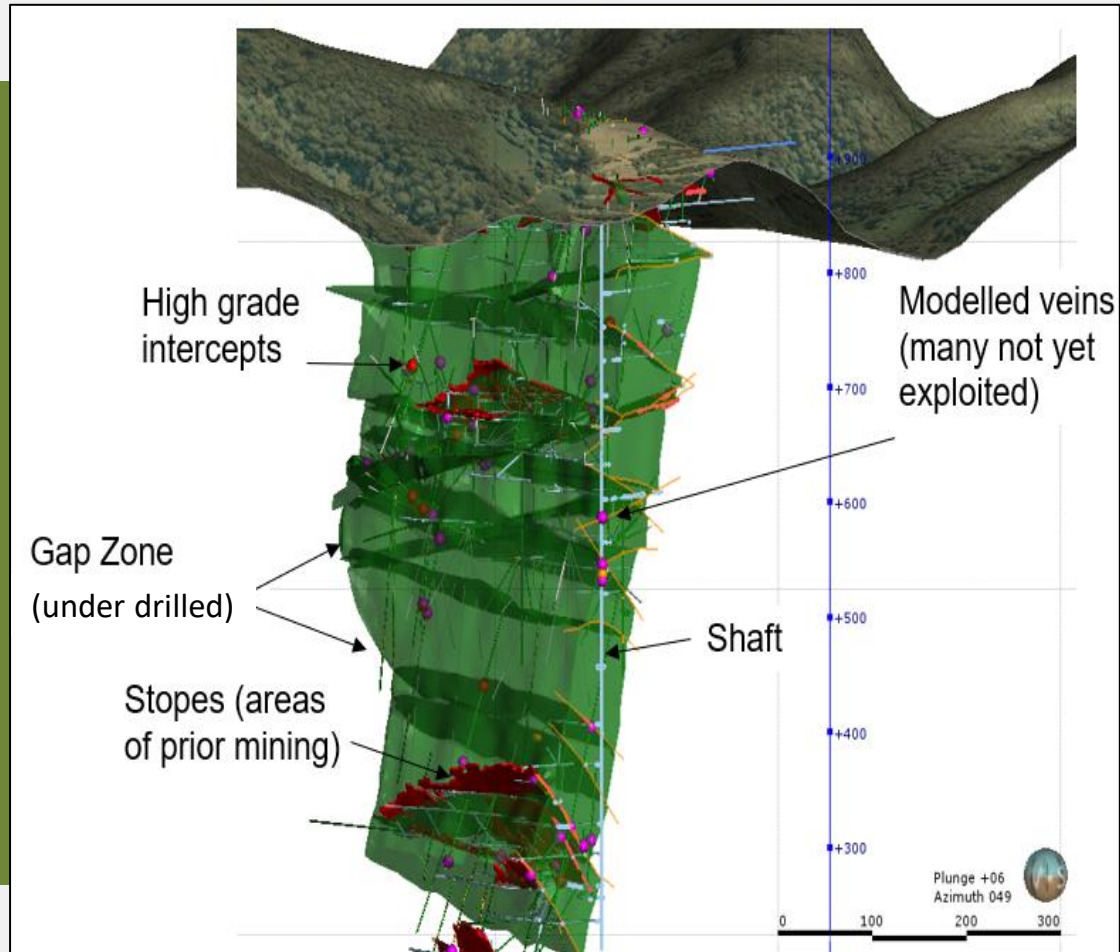 +900
+800
High grade
intercepts
Modelled veins
(many not yet
exploited)
+700
+600
Gap Zone
(under drilled)
+500
Shaft
Stopes (areas
of prior mining)
+400
+300
Plunge +06
Azimuth 049
0 100 200 300